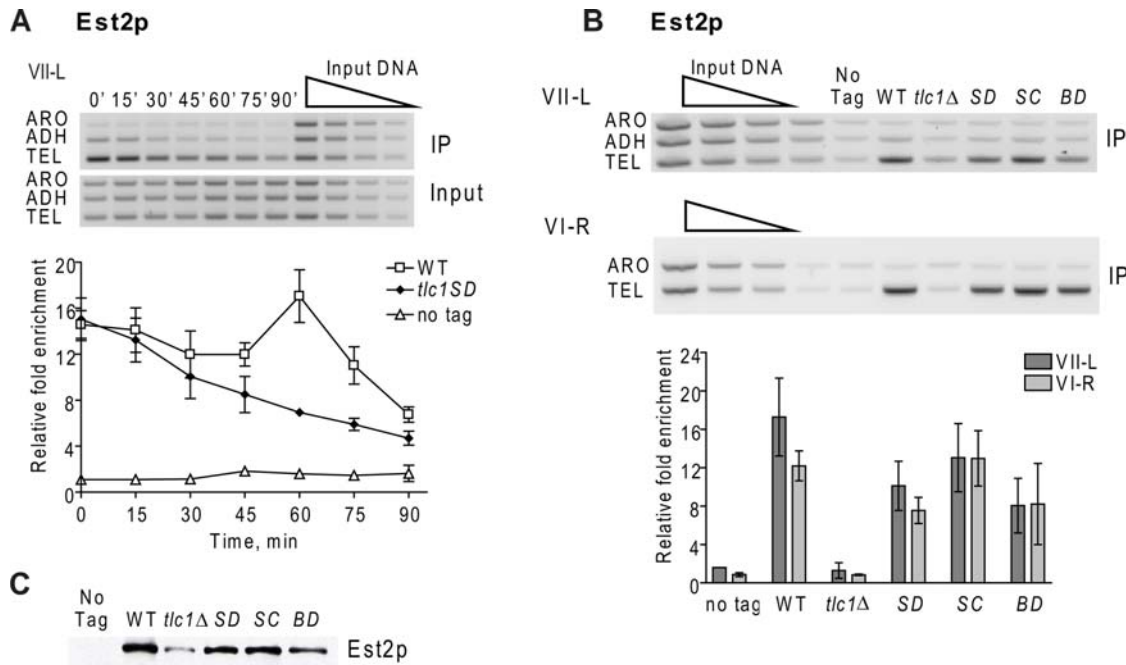 A Est2p
VII-L
0' 15' 30' 45' 60' 75' 90' Input DNA
ARO
ADH
TEL
IP
ARO
ADH
TEL
Input
Relative fold enrichment
20
16
12
8
4
0
WT
tlc1SD
no tag
0 15 30 45 60 75 90
Time, min
B Est2p
VII-L
Input DNA No Tag WT tlc1Δ SD SC BD
ARO
ADH
TEL
IP
VI-R
ARO
TEL
IP
Relative fold enrichment
24
20
16
12
8
4
0
VII-L
VI-R
no tag WT tlc1Δ SD SC BD
C
No Tag WT tlc1Δ SD SC BD
Est2p